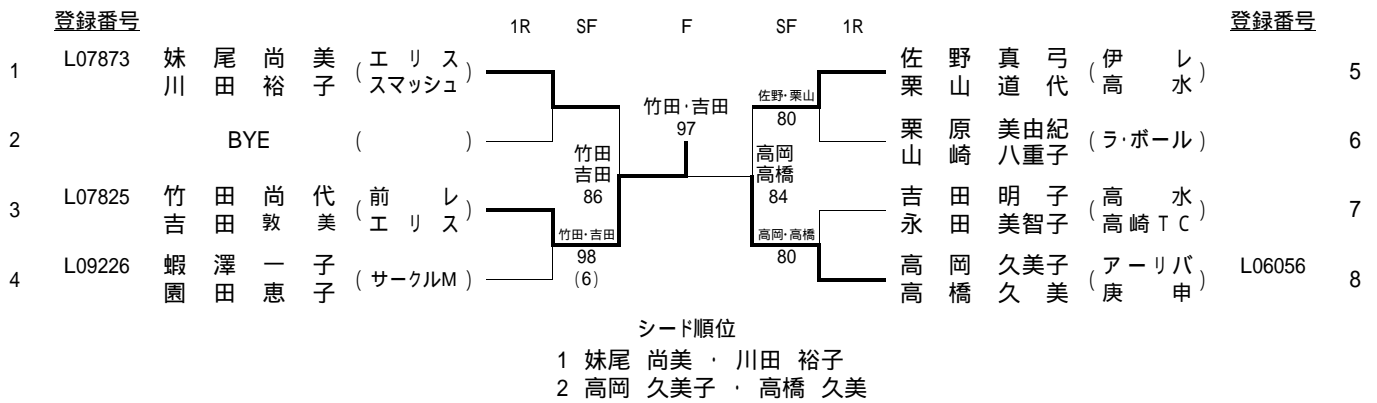 登録番号 1R SF F SF 1R 登録番号
1 L07873 妹尾尚美 (エリス
川田裕子 スマッシュ)
2 BYE ( )
3 L07825 竹田尚代 (前レ
吉田敦美 エリス)
4 L09226 蝦澤一子
園田恵子 (サークルM)
竹田・吉田
98
(6)
竹田
吉田
86
竹田・吉田
97
佐野・栗山
80
高岡
高橋
84
高岡・高橋
80
佐野真弓 (伊レ
栗山道代 高水) 5
栗原美由紀
山崎八重子 (ラ・ボール) 6
吉田明子 (高水
永田美智子 高崎TC) 7
高岡久美子 (アーリバ
高橋久美 庚申) L06056 8
シード順位
1 妹尾 尚美 ・ 川田 裕子
2 高岡 久美子 ・ 高橋 久美